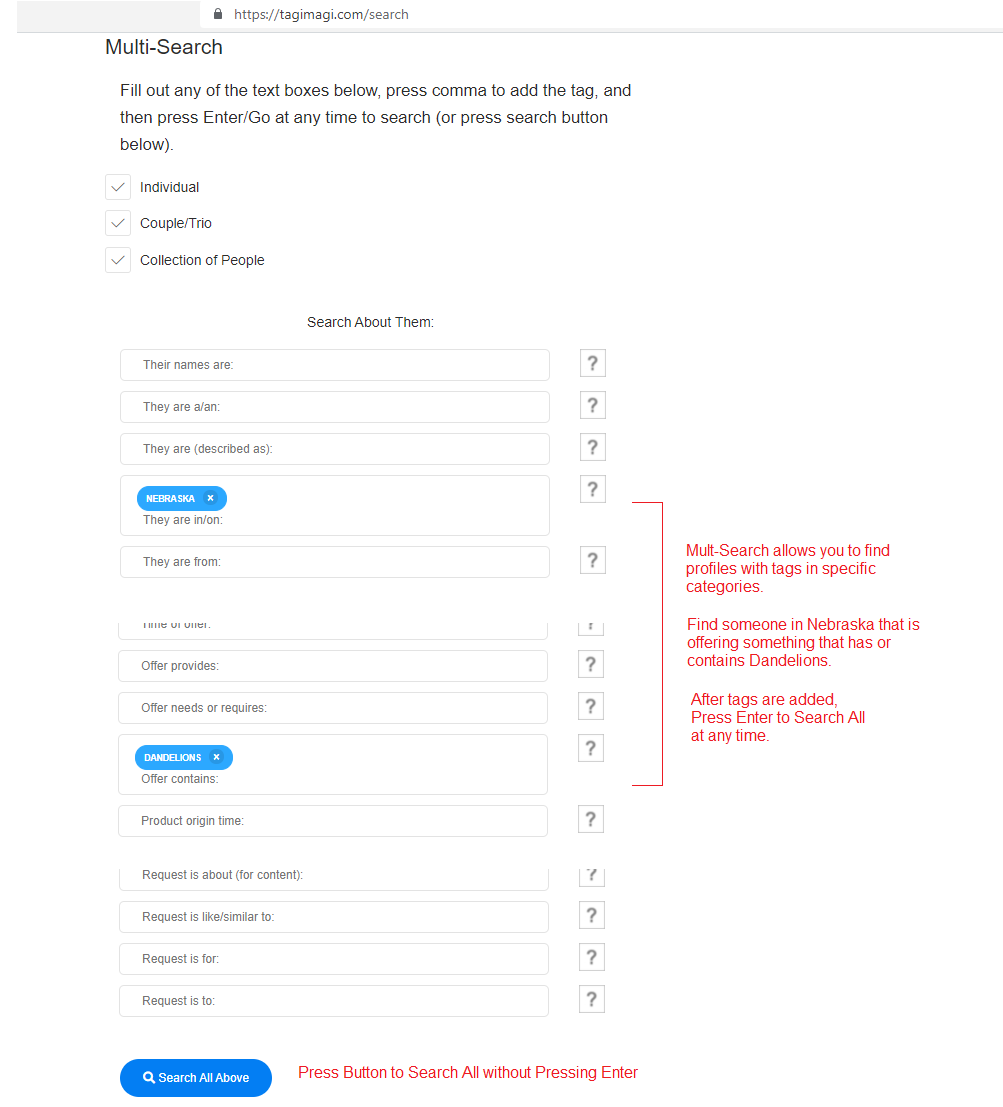 https://tagimagi.com/search
Multi-Search
Fill out any of the text boxes below, press comma to add the tag, and
then press Enter/Go at any time to search (or press search button
below).
Individual
Couple/Trio
Collection of People
Search About Them:
Their names are:
?
They are a/an:
?
They are (described as):
?
NEBRASKA ×
They are in/on:
?
They are from:
?
Mult-Search allows you to find
profiles with tags in specific
categories.
Find someone in Nebraska that is
offering something that has or
contains Dandelions.
After tags are added,
Press Enter to Search All
at any time.
Time of offer:
?
Offer provides:
?
Offer needs or requires:
?
DANDELIONS ×
Offer contains:
?
Product origin time:
?
Request is about (for content):
?
Request is like/similar to:
?
Request is for:
?
Request is to:
?
Search All Above
Press Button to Search All without Pressing Enter